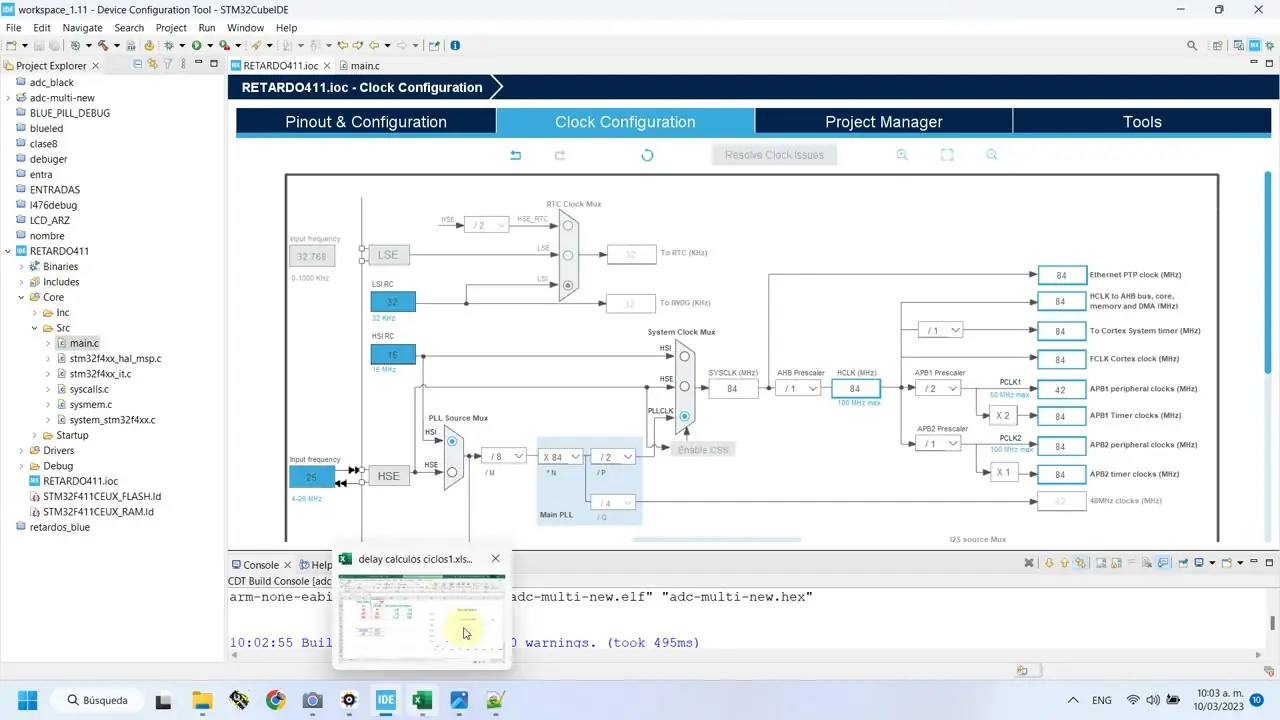 workspace_1.11 - Device Configuration Tool - STM32CubeIDE
File Edit Navigate Search Project Run Window Help
Project Explorer
RETARDO411.ioc
main.c
adc_black
adc-multi-new
BLUE_PILL_DEBUG
blueled
clase8
debuger
entra
ENTRADAS
l476debug
LCD_ARZ
nombre
RETARDO411
Binaries
Includes
Core
Inc
Src
main.c
stm32f4xx_hal_msp.c
stm32f4xx_it.c
syscalls.c
sysmem.c
system_stm32f4xx.c
Startup
Drivers
Debug
RETARDO411.ioc
STM32F411CEUX_FLASH.ld
STM32F411CEUX_RAM.ld
retardos_blue
RETARDO411.ioc - Clock Configuration
Pinout & Configuration
Clock Configuration
Project Manager
Tools
Resolve Clock Issues
RTC Clock Mux
HSE
/ 2
HSE_RTC
Input frequency
32.768
0-1000 KHz
LSE
LSE
32
To RTC (KHz)
LSI RC
LSI
32
32 KHz
32
To IWDG (KHz)
HSI RC
16
16 MHz
System Clock Mux
HSI
HSE
PLLCLK
Enable CSS
SYSCLK (MHz)
84
AHB Prescaler
/ 1
HCLK (MHz)
84
100 MHz max
PLL Source Mux
HSI
HSE
Input frequency
25
4-26 MHz
HSE
/ 8
/ M
X 84
* N
/ 2
/ P
/ 4
/ Q
Main PLL
84
Ethernet PTP clock (MHz)
84
HCLK to AHB bus, core,
memory and DMA (MHz)
/ 1
84
To Cortex System timer (MHz)
84
FCLK Cortex clock (MHz)
APB1 Prescaler
/ 2
PCLK1
50 MHz max
42
APB1 peripheral clocks (MHz)
X 2
84
APB1 Timer clocks (MHz)
APB2 Prescaler
/ 1
PCLK2
100 MHz max
84
APB2 peripheral clocks (MHz)
X 1
84
APB2 timer clocks (MHz)
42
48MHz clocks (MHz)
I2S source Mux
Console
Help
CDT Build Console [adc
arm-none-eabi
adc-multi-new.elf" "adc-multi-new.hex"
10:02:55 Buil
0 warnings. (took 495ms)
delay calculos ciclos1.xls...
Búsqueda
IDE
ENG
10:03 a. m.
10/03/2023
10